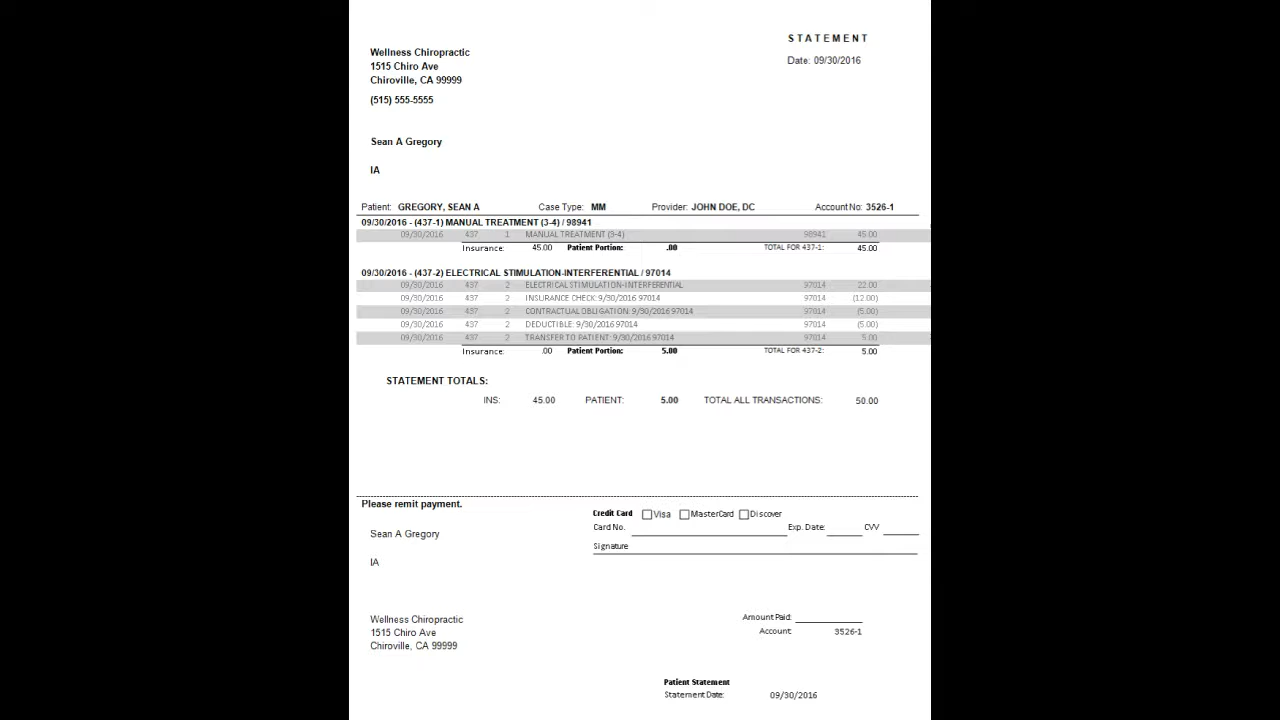 STATEMENT
Date: 09/30/2016
Wellness Chiropractic
1515 Chiro Ave
Chiroville, CA 99999
(515) 555-5555
Sean A Gregory
IA
Patient: GREGORY, SEAN A Case Type: MM Provider: JOHN DOE, DC Account No: 3526-1
09/30/2016 - (437-1) MANUAL TREATMENT (3-4) / 98941
09/30/2016 437 1 MANUAL TREATMENT (3-4) 98941 45.00
Insurance: 45.00 Patient Portion: .00 TOTAL FOR 437-1: 45.00
09/30/2016 - (437-2) ELECTRICAL STIMULATION-INTERFERENTIAL / 97014
09/30/2016 437 2 ELECTRICAL STIMULATION-INTERFERENTIAL 97014 22.00
09/30/2016 437 2 INSURANCE CHECK: 9/30/2016 97014 97014 (12.00)
09/30/2016 437 2 CONTRACTUAL OBLIGATION: 9/30/2016 97014 97014 (5.00)
09/30/2016 437 2 DEDUCTIBLE: 9/30/2016 97014 97014 (5.00)
09/30/2016 437 2 TRANSFER TO PATIENT: 9/30/2016 97014 97014 5.00
Insurance: .00 Patient Portion: 5.00 TOTAL FOR 437-2: 5.00
STATEMENT TOTALS:
INS: 45.00 PATIENT: 5.00 TOTAL ALL TRANSACTIONS: 50.00
Please remit payment.
Credit Card Visa MasterCard Discover
Card No. Exp. Date: CVV
Signature
Sean A Gregory
IA
Wellness Chiropractic
1515 Chiro Ave
Chiroville, CA 99999
Amount Paid:
Account: 3526-1
Patient Statement
Statement Date: 09/30/2016